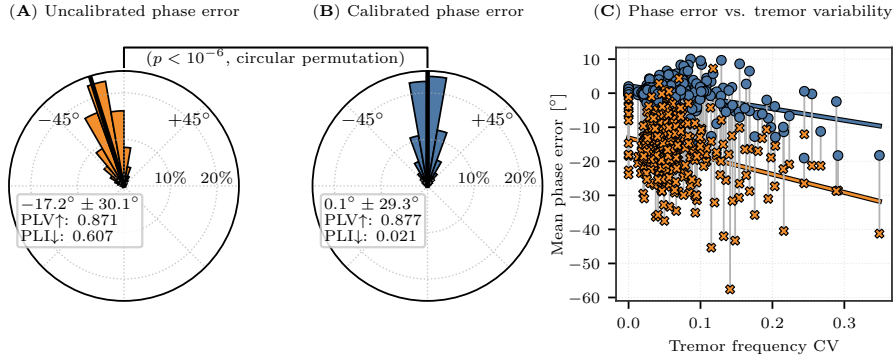 (A) Uncalibrated phase error
(B) Calibrated phase error
(C) Phase error vs. tremor variability
(p < 10⁻⁶, circular permutation)
−45°
+45°
10%
20%
−17.2° ± 30.1°
PLV↑: 0.871
PLI↓: 0.607
−45°
+45°
10%
20%
0.1° ± 29.3°
PLV↑: 0.877
PLI↓: 0.021
Mean phase error [°]
10
0
−10
−20
−30
−40
−50
−60
0.0
0.1
0.2
0.3
Tremor frequency CV